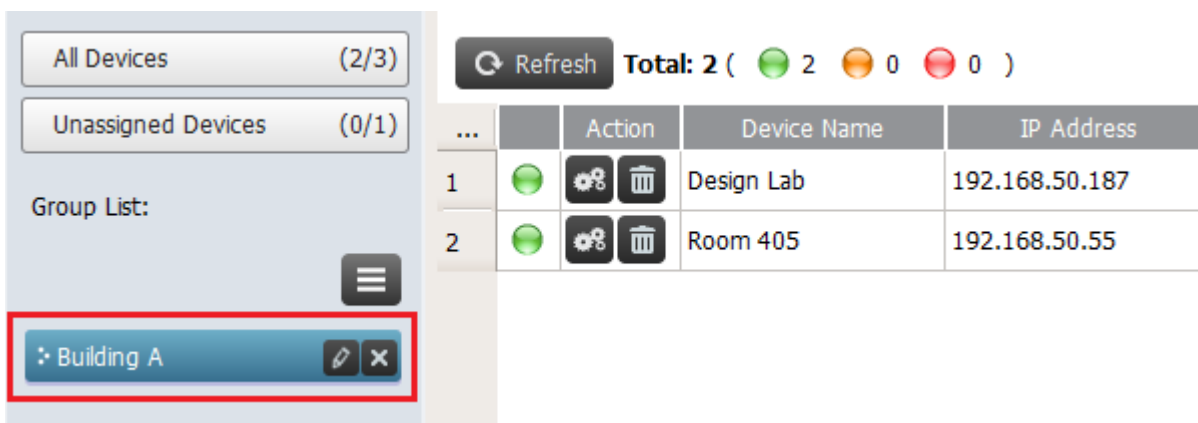 All Devices (2/3)
Unassigned Devices (0/1)
Group List:
Building A
Refresh Total: 2 ( 2 0 0 )
... Action Device Name IP Address
1 Design Lab 192.168.50.187
2 Room 405 192.168.50.55